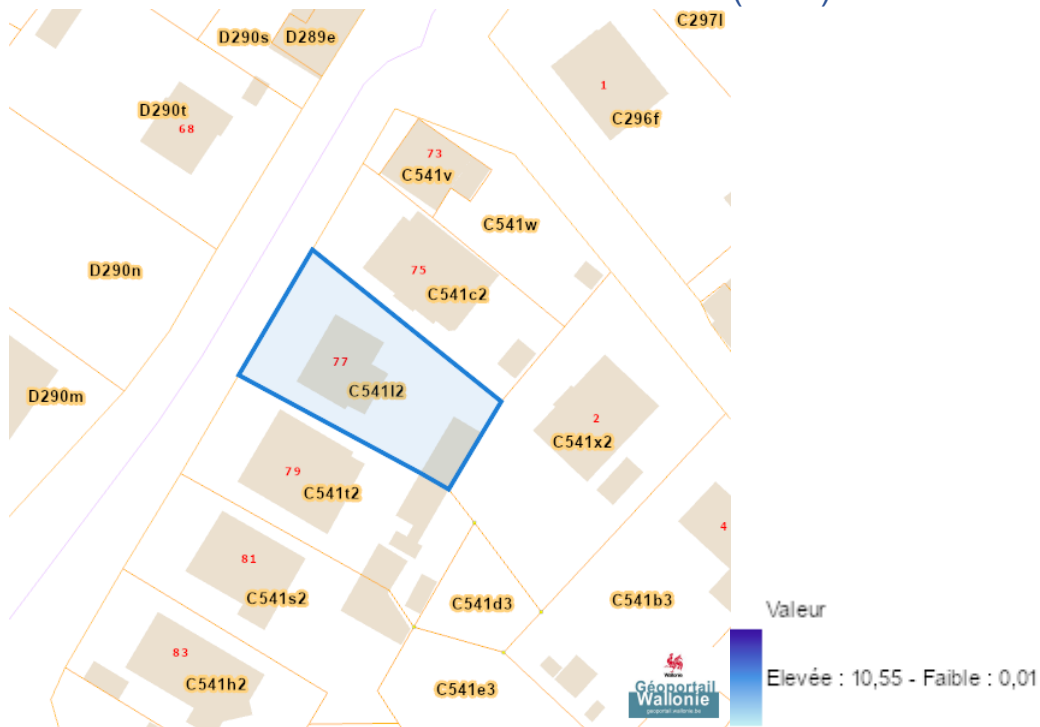 C297l
D290s
D289e
1
D290t
68
C296f
73
C541v
C541w
D290n
75
C541c2
77
C541l2
D290m
2
C541x2
79
C541t2
4
81
C541s2
C541d3
C541b3
83
C541h2
C541e3
Wallonie
Géoportail
Wallonie
geoportail.wallonie.be
Valeur
Elevée : 10,55 - Faible : 0,01